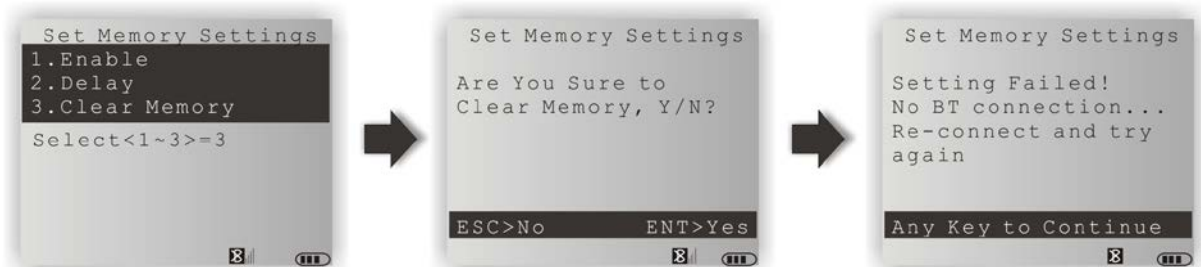 Set Memory Settings
1.Enable
2.Delay
3.Clear Memory
Select<1~3>=3
Set Memory Settings
Are You Sure to
Clear Memory, Y/N?
ESC>No ENT>Yes
Set Memory Settings
Setting Failed!
No BT connection...
Re-connect and try
again
Any Key to Continue